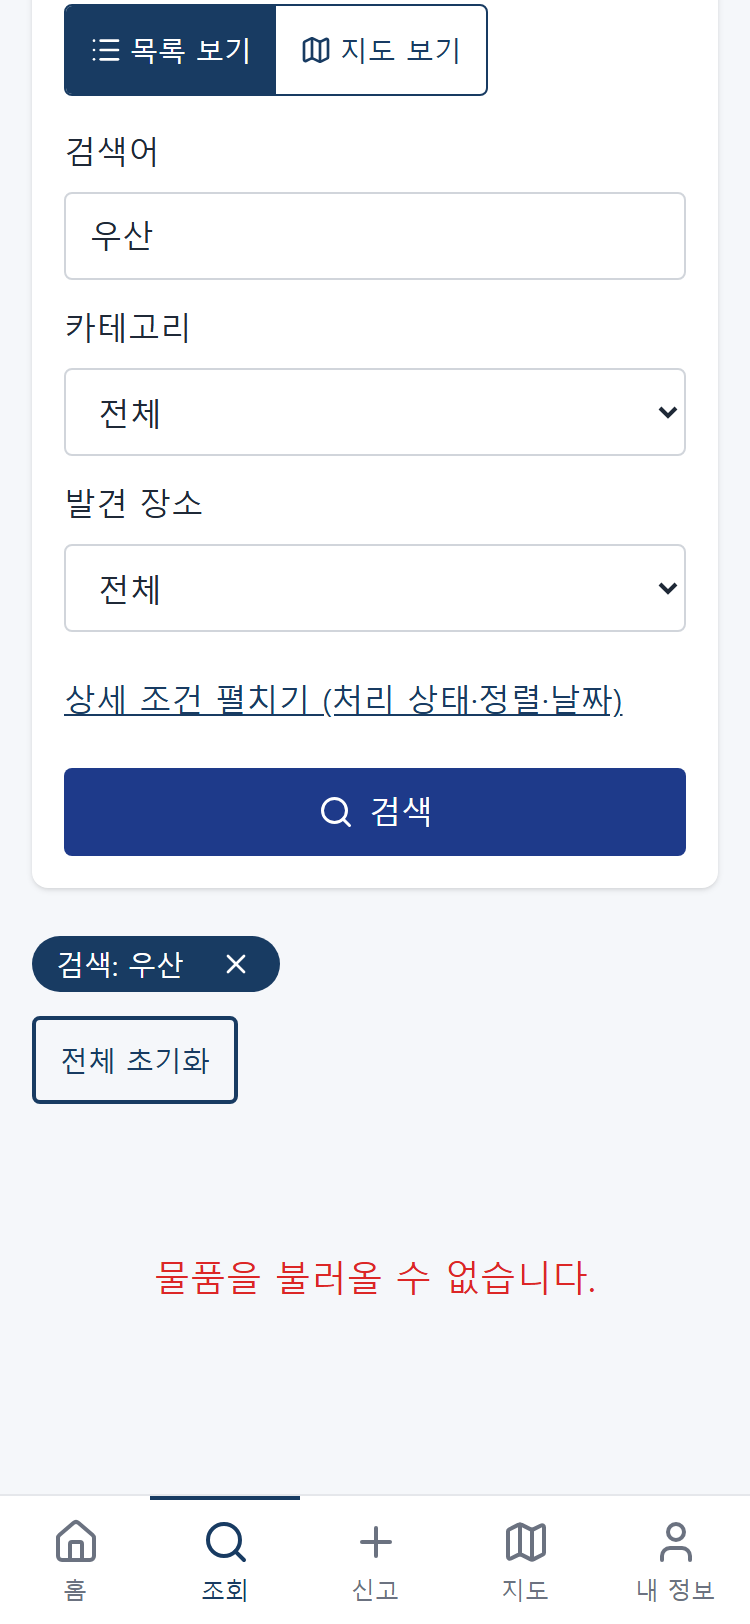 목록 보기
지도 보기
검색어
우산
카테고리
전체
발견 장소
전체
상세 조건 펼치기 (처리 상태·정렬·날짜)
검색
검색: 우산
전체 초기화
물품을 불러올 수 없습니다.
홈
조회
신고
지도
내 정보